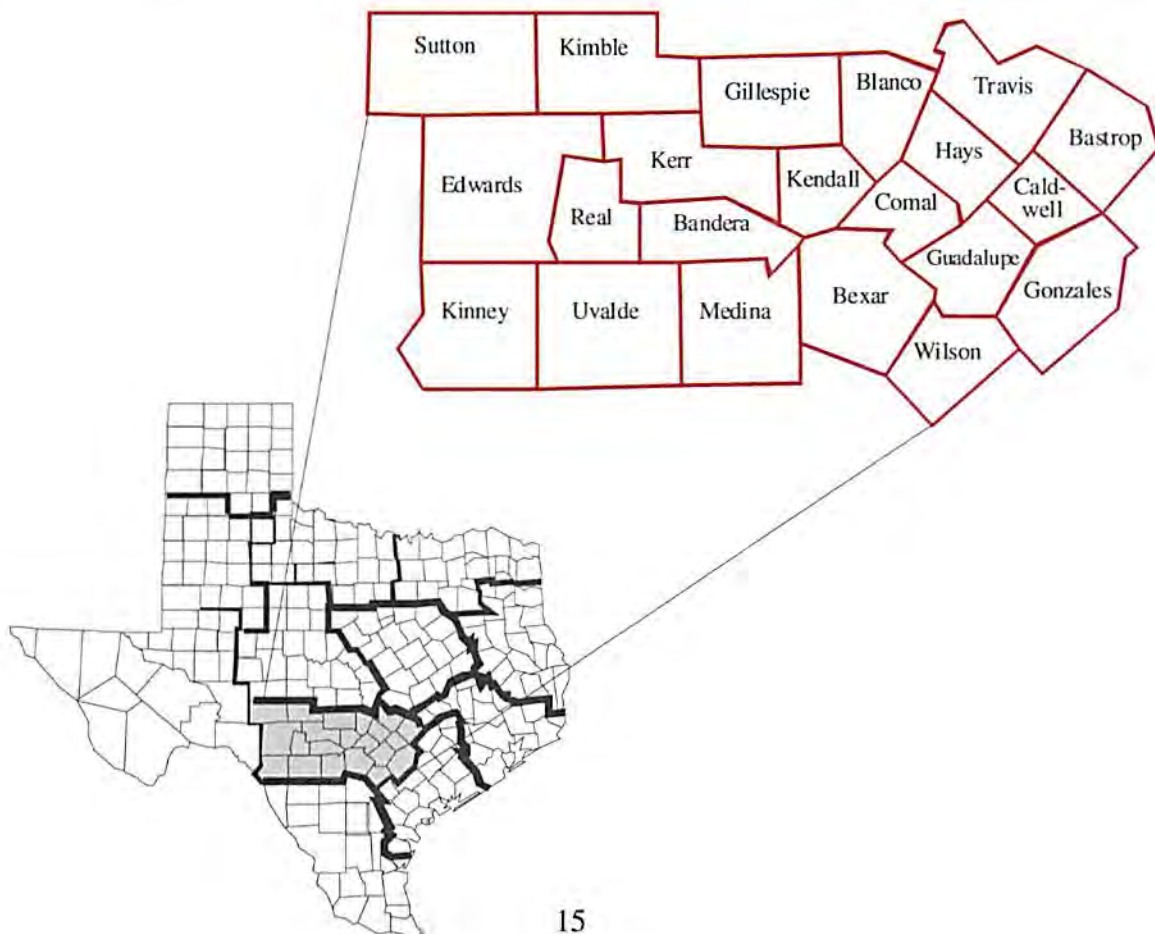 Sutton
Kimble
Gillespie
Blanco
Travis
Bastrop
Hays
Kerr
Kendall
Edwards
Real
Bandera
Comal
Cald-
well
Guadalupe
Gonzales
Kinney
Uvalde
Medina
Bexar
Wilson
15